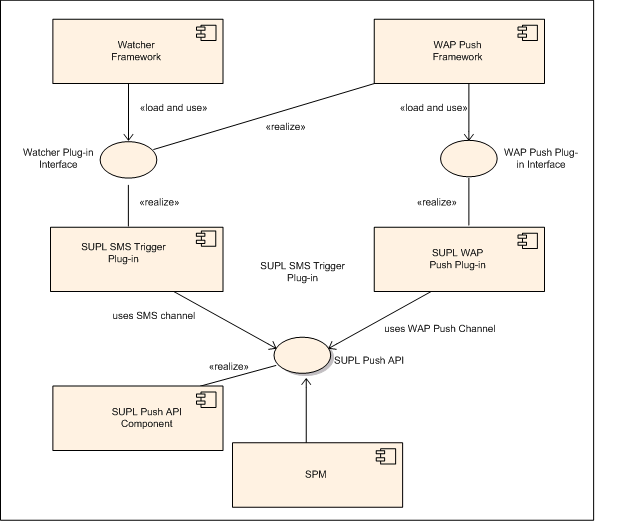 Watcher
Framework
WAP Push
Framework
«load and use»
«load and use»
«realize»
Watcher Plug-in
Interface
WAP Push Plug-
in Interface
«realize»
«realize»
SUPL SMS Trigger
Plug-in
SUPL SMS Trigger
Plug-in
SUPL WAP
Push Plug-in
uses SMS channel
uses WAP Push Channel
SUPL Push API
«realize»
SUPL Push API
Component
SPM